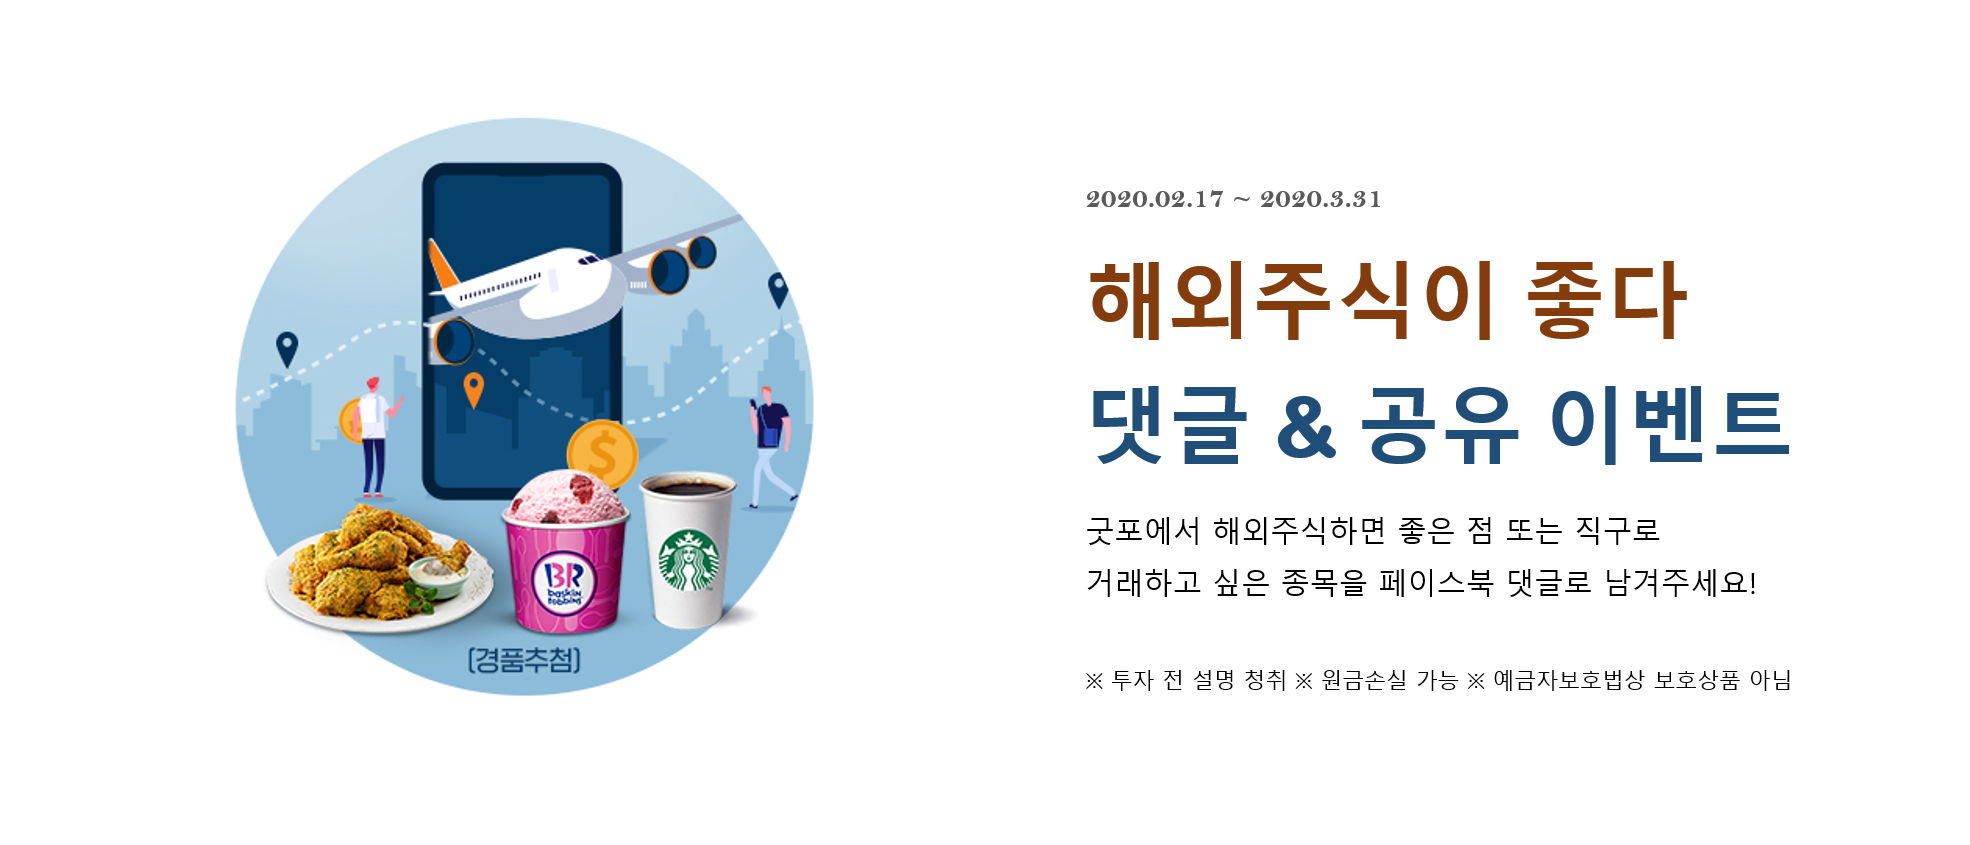 2020.02.17 ~ 2020.3.31
해외주식이 좋다
댓글 & 공유 이벤트
굿포에서 해외주식하면 좋은 점 또는 직구로
거래하고 싶은 종목을 페이스북 댓글로 남겨주세요!
※ 투자 전 설명 청취 ※ 원금손실 가능 ※ 예금자보호법상 보호상품 아님
$
BR
baskin
robbins
(경품추첨)